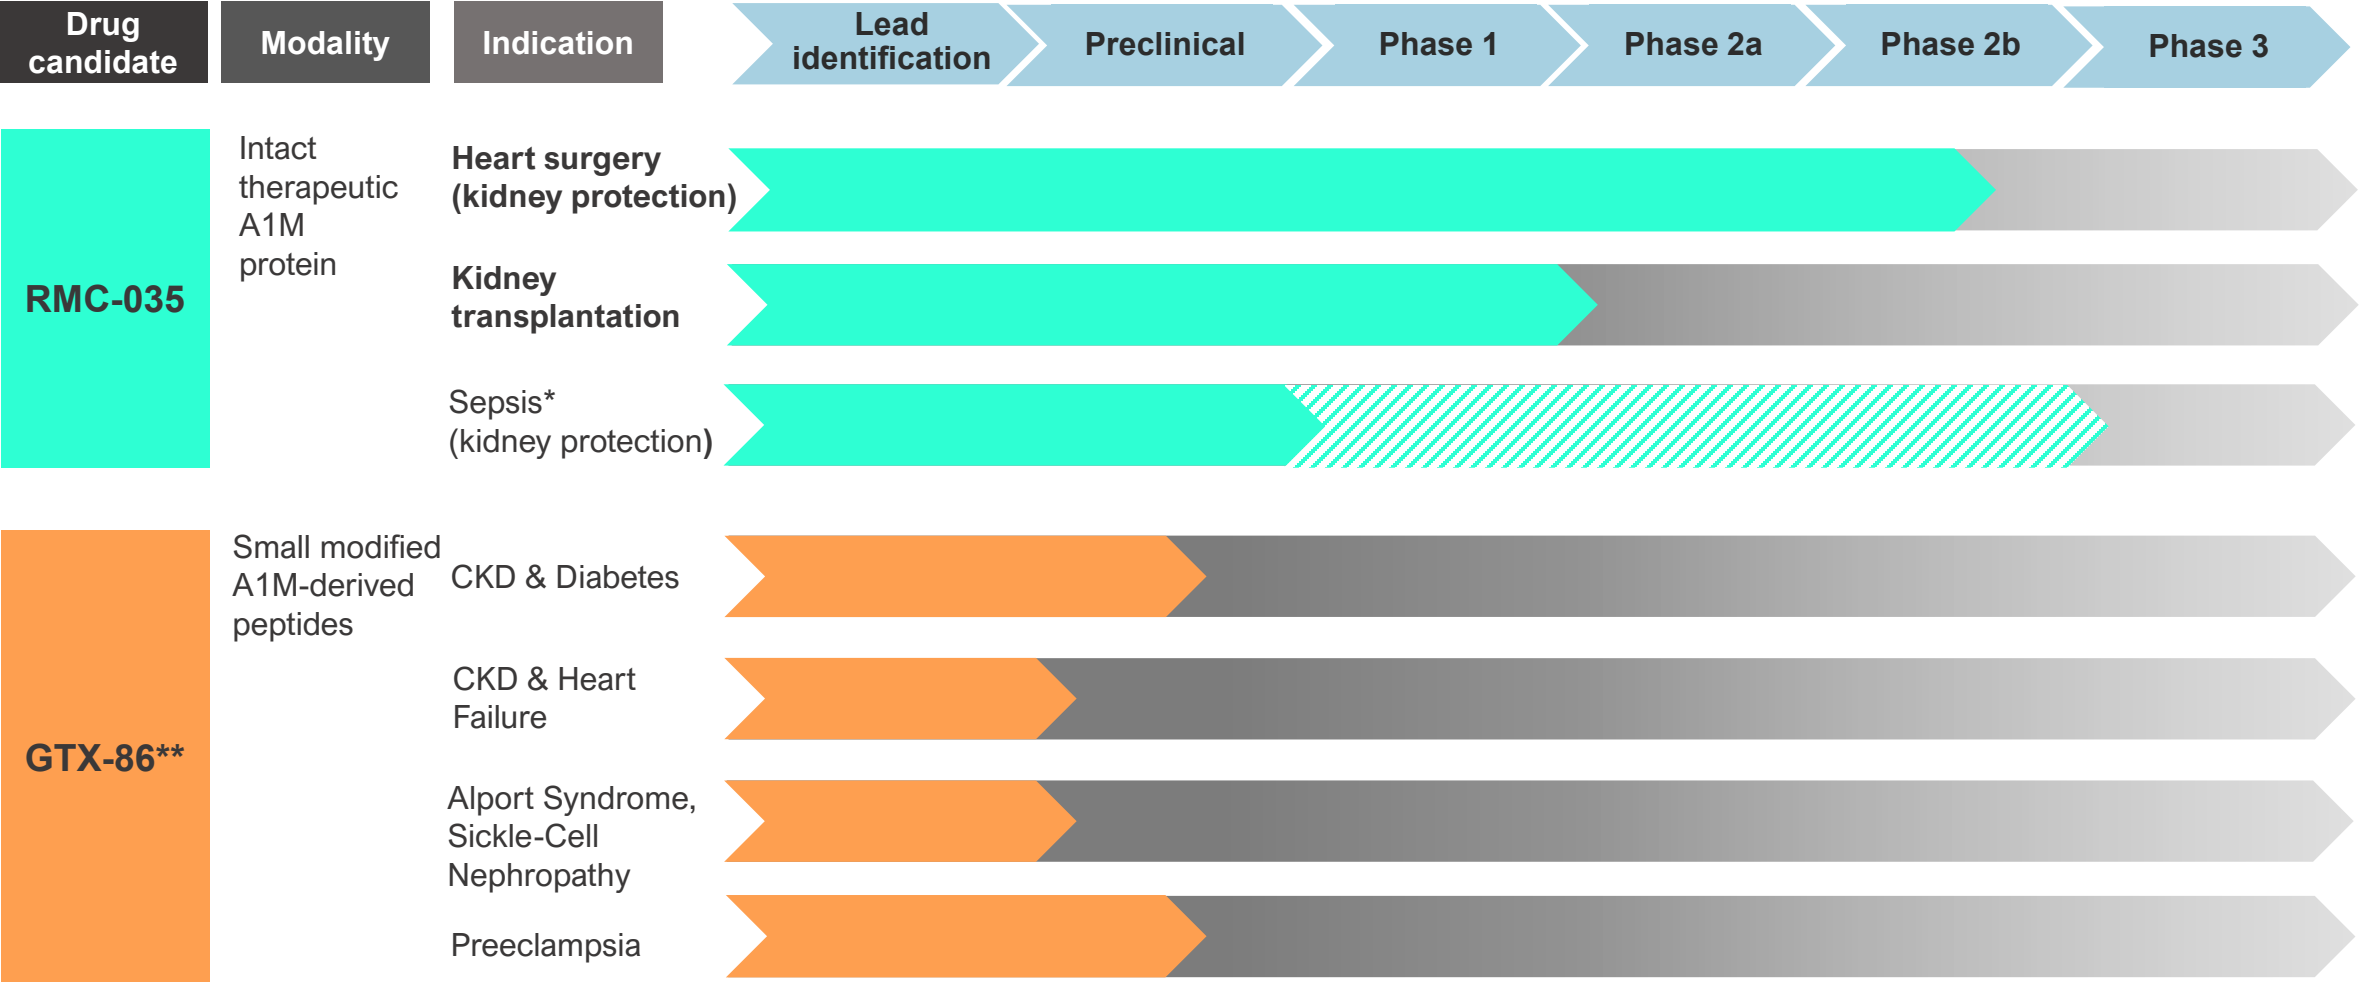 Drug
candidate
Modality
Indication
Lead
identification
Preclinical
Phase 1
Phase 2a
Phase 2b
Phase 3
RMC-035
Intact
therapeutic
A1M
protein
Heart surgery
(kidney protection)
Kidney
transplantation
Sepsis*
(kidney protection)
GTX-86**
Small modified
A1M-derived
peptides
CKD & Diabetes
CKD & Heart
Failure
Alport Syndrome,
Sickle-Cell
Nephropathy
Preeclampsia